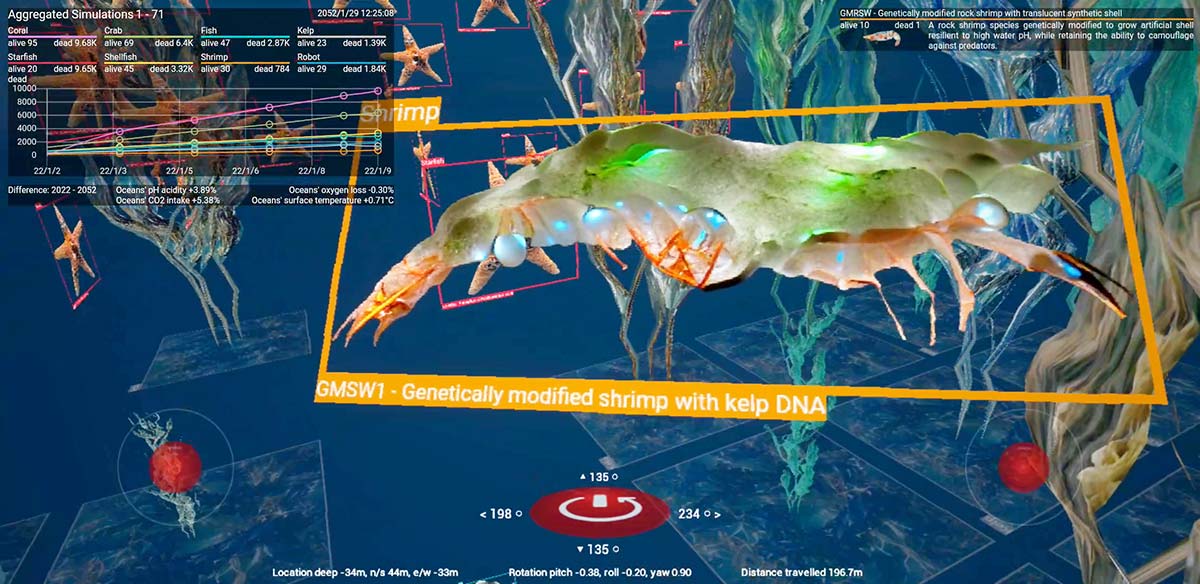 Aggregated Simulations 1 - 71
2052/1/29 12:25:08
Coral Crab Fish Kelp
alive 95 dead 9.68K alive 69 dead 6.4K alive 47 dead 2.87K alive 23 dead 1.39K
Starfish Shellfish Shrimp Robot
alive 20 dead 9.65K alive 45 dead 3.32K alive 30 dead 784 alive 29 dead 1.84K
dead
10000
8000
6000
4000
2000
0
22/1/2 22/1/3 22/1/5 22/1/6 22/1/8 22/1/9
Difference: 2022 - 2052 Oceans' pH acidity +3.89% Oceans' oxygen loss -0.30%
Oceans' CO2 intake +5.38% Oceans' surface temperature +0.71°C
GMRSW - Genetically modified rock shrimp with translucent synthetic shell
alive 10 dead 1 A rock shrimp species genetically modified to grow artificial shell
resilient to high water pH, while retaining the ability to camouflage
against predators.
Shrimp
Starfish
GMSW1 - Genetically modified shrimp with kelp DNA
▲ 135 ○
< 198 ○ 234 ○ >
▼ 135 ○
Location deep -34m, n/s 44m, e/w -33m Rotation pitch -0.38, roll -0.20, yaw 0.90 Distance travelled 196.7m